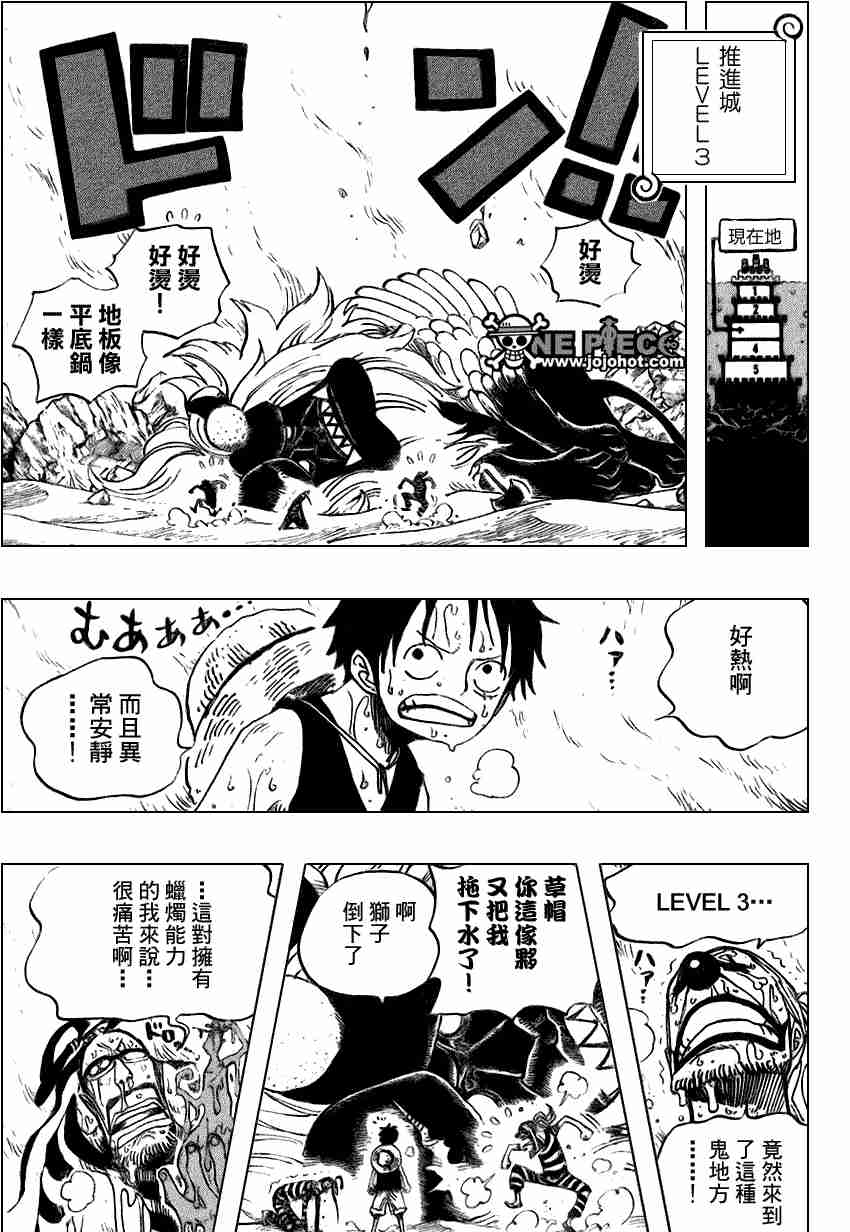 推進城
LEVEL3
現在地
1
2
4
5
ドドン!!
好燙
好燙
好燙！
地板像
平底鍋
一樣
ONE PIECE
www.jojohot.com
好熱啊
ハァ…
むぁぁぁ…
而且異
常安靜
……！
LEVEL 3…
ハァ！
竟然來到
了這種
鬼地方
……！
草帽
你這傢夥
又把我
拖下水了！
啊
獅子
倒下了
…這對擁有
蠟燭能力
的我來說…
很痛苦啊…
ドロッ